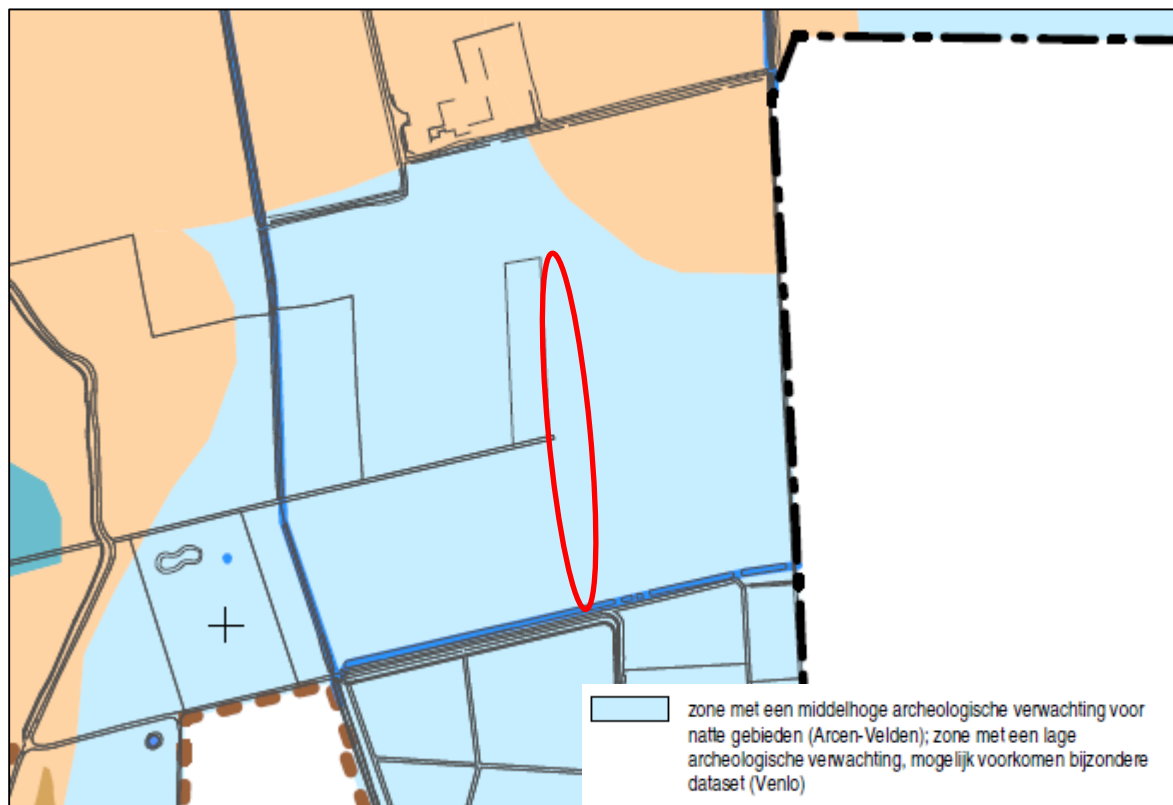 zone met een middelhoge archeologische verwachting voor
natte gebieden (Arcen-Velden); zone met een lage
archeologische verwachting, mogelijk voorkomen bijzondere
dataset (Venlo)